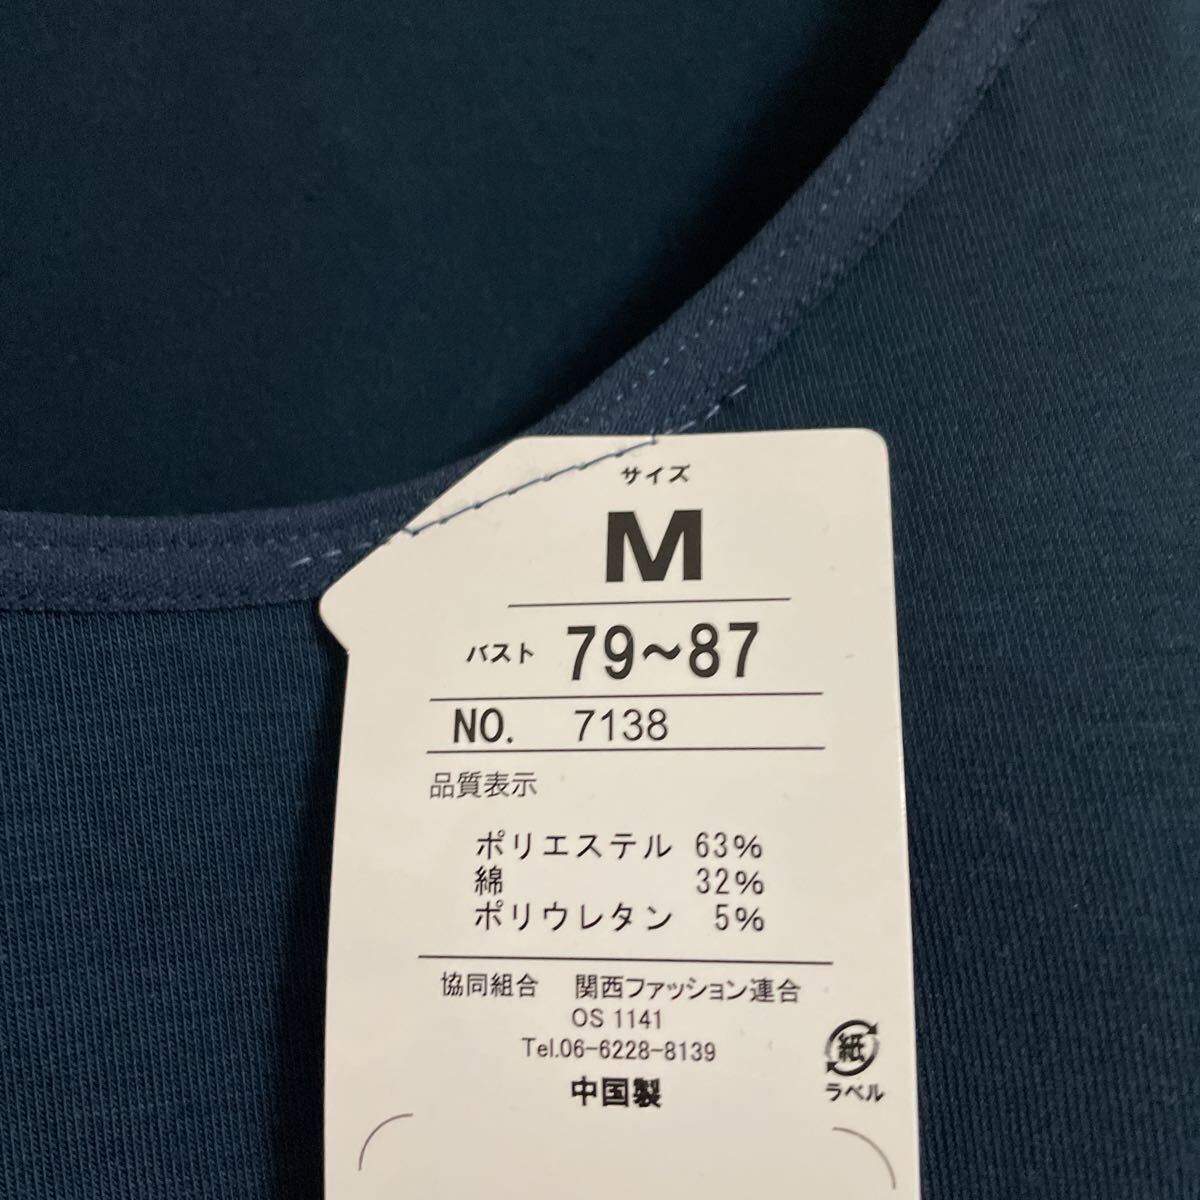 サイズ
M
バスト 79~87
NO. 7138
品質表示
ポリエステル 63%
綿 32%
ポリウレタン 5%
協同組合 関西ファッション連合
OS 1141
Tel.06-6228-8139
中国製
紙
ラベル